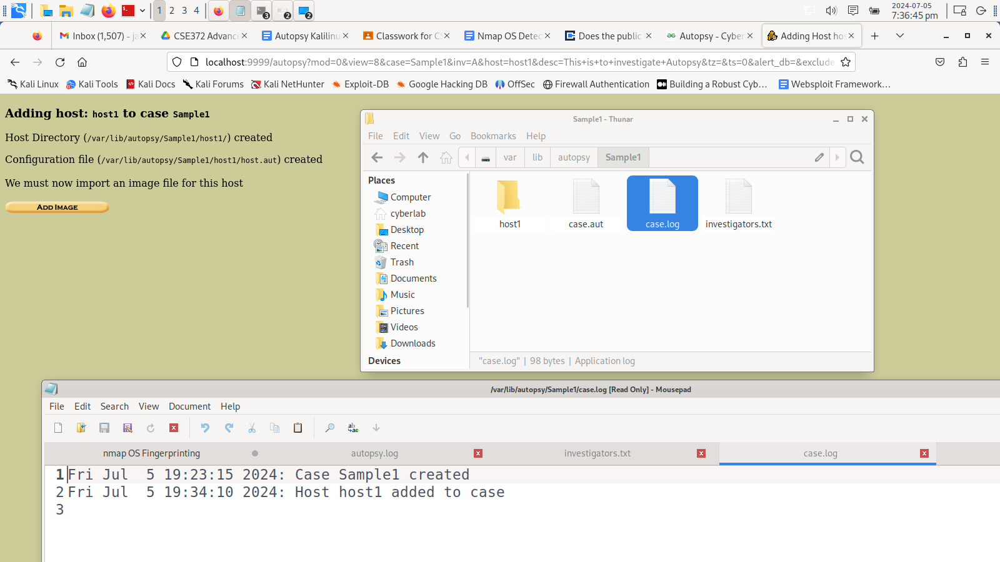 1 2 3 4
3 2 2
2024-07-05
7:36:45 pm
Inbox (1,507) - ja
CSE372 Advance
Autopsy Kalilinu
Classwork for CS
Nmap OS Detec
Does the public
Autopsy - Cyber
Adding Host hos
localhost:9999/autopsy?mod=0&view=8&case=Sample1&inv=A&host=host1&desc=This+is+to+investigate+Autopsy&tz=&ts=0&alert_db=&exclude
Kali Linux Kali Tools Kali Docs Kali Forums Kali NetHunter Exploit-DB Google Hacking DB OffSec Firewall Authentication Building a Robust Cyb… Websploit Framework…
Adding host: host1 to case Sample1
Host Directory (/var/lib/autopsy/Sample1/host1/) created
Configuration file (/var/lib/autopsy/Sample1/host1/host.aut) created
We must now import an image file for this host
ADD IMAGE
Sample1 - Thunar
File Edit View Go Bookmarks Help
var lib autopsy Sample1
Places
Computer
cyberlab
Desktop
Recent
Trash
Documents
Music
Pictures
Videos
Downloads
Devices
host1 case.aut case.log investigators.txt
"case.log" | 98 bytes | Application log
/var/lib/autopsy/Sample1/case.log [Read Only] - Mousepad
File Edit Search View Document Help
nmap OS Fingerprinting autopsy.log investigators.txt case.log
1 Fri Jul  5 19:23:15 2024: Case Sample1 created
2 Fri Jul  5 19:34:10 2024: Host host1 added to case
3